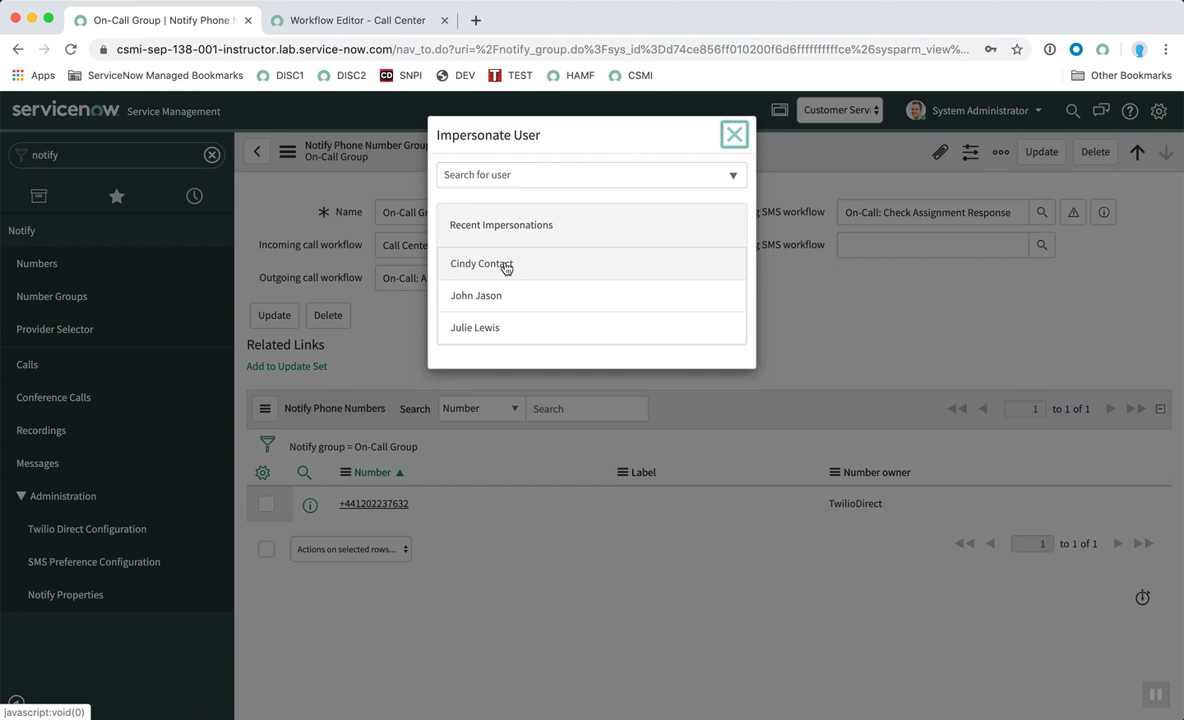 On-Call Group | Notify Phone
Workflow Editor - Call Center
csmi-sep-138-001-instructor.lab.service-now.com/nav_to.do?uri=%2Fnotify_group.do%3Fsys_id%3Dd74ce856ff010200f6d6ffffffffffce%26sysparm_view%...
Apps
ServiceNow Managed Bookmarks
DISC1
DISC2
CD SNPI
DEV
T TEST
HAMF
CSMI
Other Bookmarks
servicenow Service Management
Customer Servi
System Administrator
notify
Notify
Numbers
Number Groups
Provider Selector
Calls
Conference Calls
Recordings
Messages
Administration
Twilio Direct Configuration
SMS Preference Configuration
Notify Properties
javascript:void(0)
Notify Phone Number Grou
On-Call Group
Update
Delete
Name
On-Call Gr
Incoming call workflow
Call Cente
Outgoing call workflow
On-Call: A
g SMS workflow
On-Call: Check Assignment Response
g SMS workflow
Update
Delete
Impersonate User
Search for user
Recent Impersonations
Cindy Contact
John Jason
Julie Lewis
Related Links
Add to Update Set
Notify Phone Numbers
Search
Number
Search
1 to 1 of 1
Notify group = On-Call Group
Number
Label
Number owner
+441202237632
TwilioDirect
Actions on selected rows...
1 to 1 of 1